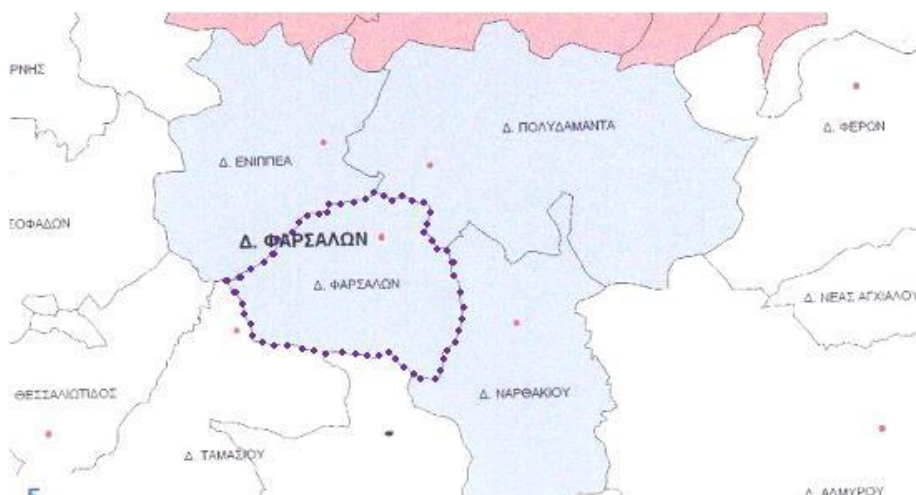 ΡΝΗΣ
Δ. ΠΟΛΥΔΑΜΑΝΤΑ
Δ. ΦΕΡΩΝ
Δ. ΕΝΙΠΠΕΑ
ΣΟΦΑΔΩΝ
Δ. ΦΑΡΣΑΛΩΝ
Δ. ΦΑΡΣΑΛΩΝ
Δ. ΝΕΑΣ ΑΓΧΙΑΛΟΥ
ΘΕΣΣΑΛΙΩΤΙΔΟΣ
Δ. ΝΑΡΘΑΚΙΟΥ
Δ. ΤΑΜΑΣΙΟΥ
Δ. ΑΛΜΥΡΟΥ